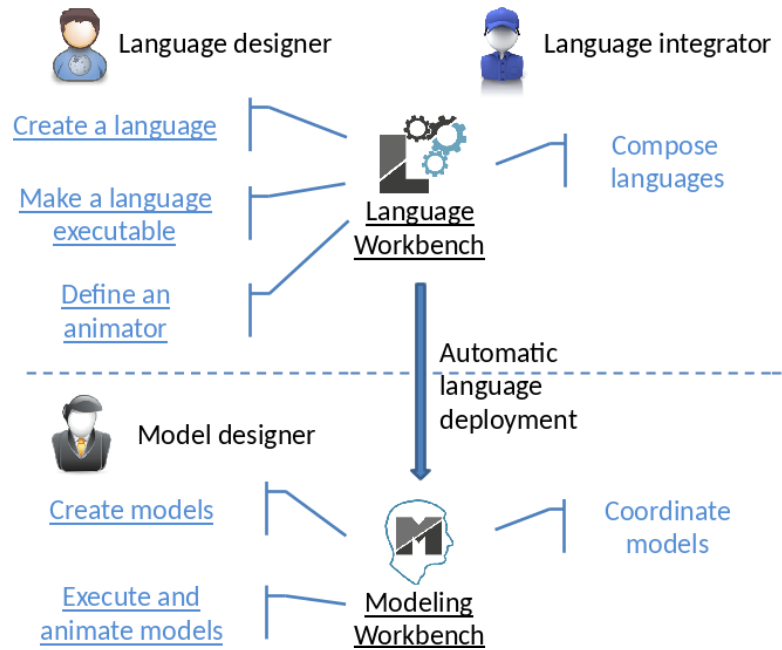 Language designer
Language integrator
Create a language
Make a language
executable
Define an
animator
L
Language
Workbench
Compose
languages
Automatic
language
deployment
Model designer
Create models
Execute and
animate models
M
Modeling
Workbench
Coordinate
models